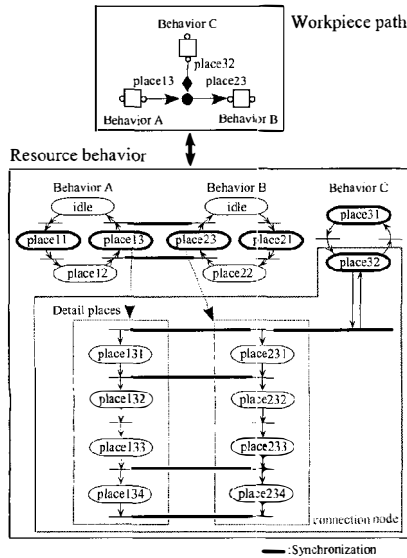 Workpiece path
Behavior C
place32
place13 place23
Behavior A Behavior B
Resource behavior
Behavior A Behavior B Behavior C
idle idle
place31
place11 place13 place23 place21
place32
place12 place22
Detail places
place131 place231
place132 place232
place133 place233
place134 place234
connection node
:Synchronization